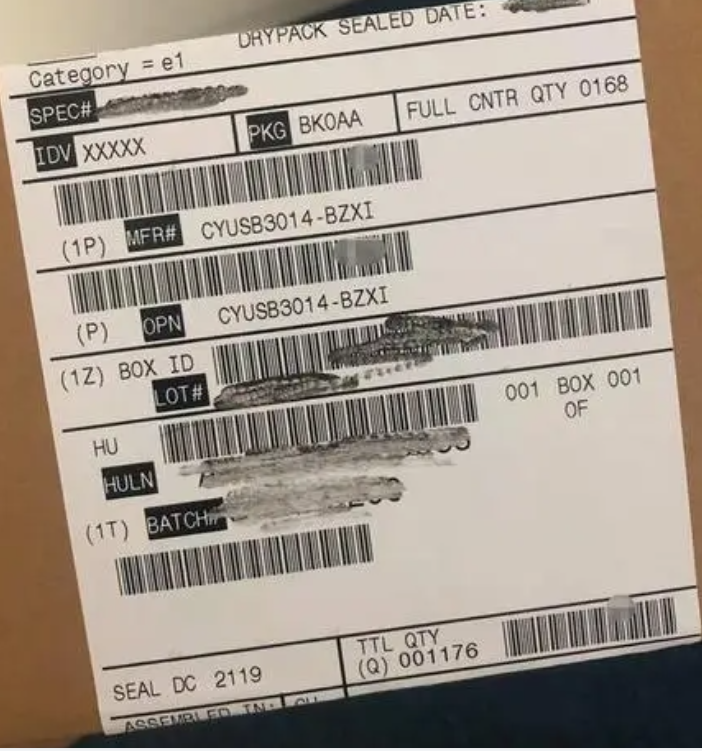 DRYPACK SEALED DATE:
Category = e1
SPEC#
IDV XXXXX PKG BK0AA FULL CNTR QTY 0168
(1P) MFR# CYUSB3014-BZXI
(P) OPN CYUSB3014-BZXI
(1Z) BOX ID
LOT#
001 BOX 001
OF
HU
HULN
(1T) BATCH#
SEAL DC 2119
TTL QTY
(Q) 001176
ASSEMBLED IN: